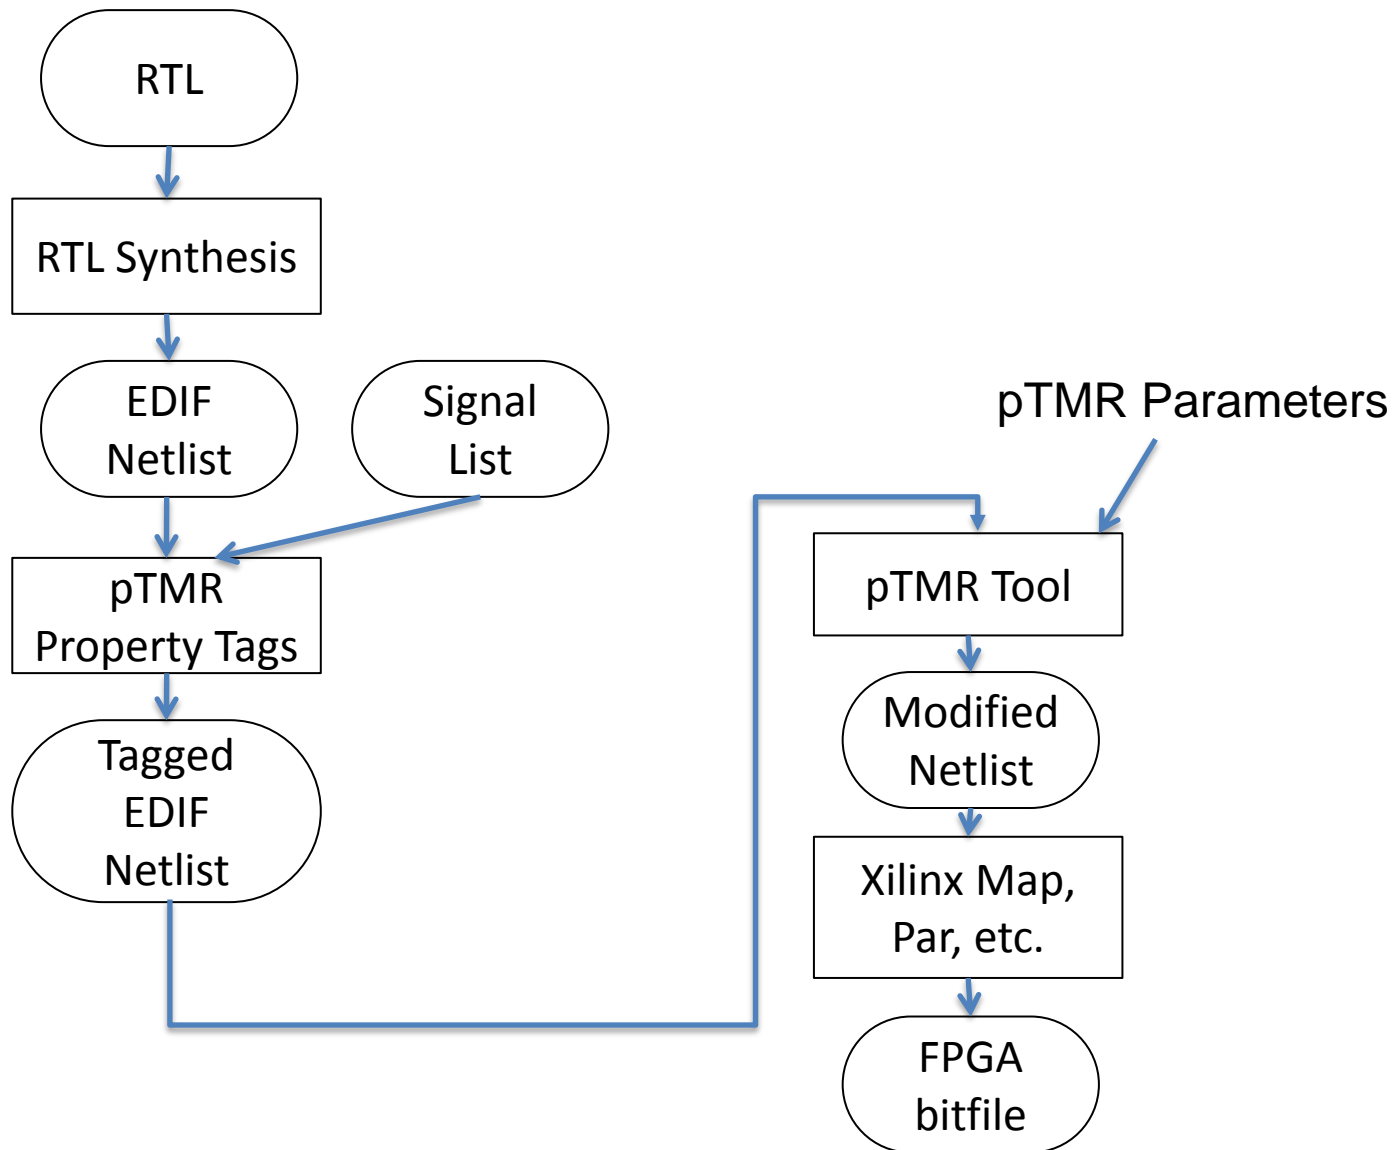 RTL
RTL Synthesis
EDIF
Netlist
Signal
List
pTMR
Property Tags
Tagged
EDIF
Netlist
pTMR Parameters
pTMR Tool
Modified
Netlist
Xilinx Map,
Par, etc.
FPGA
bitfile